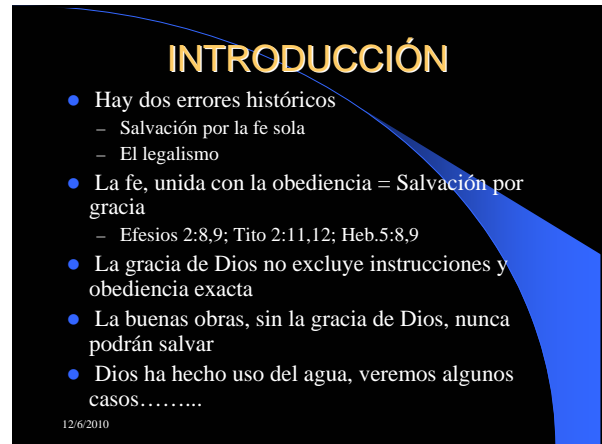 INTRODUCCIÓN
Hay dos errores históricos
– Salvación por la fe sola
– El legalismo
La fe, unida con la obediencia = Salvación por
gracia
– Efesios 2:8,9; Tito 2:11,12; Heb.5:8,9
La gracia de Dios no excluye instrucciones y
obediencia exacta
La buenas obras, sin la gracia de Dios, nunca
podrán salvar
Dios ha hecho uso del agua, veremos algunos
casos……...
12/6/2010